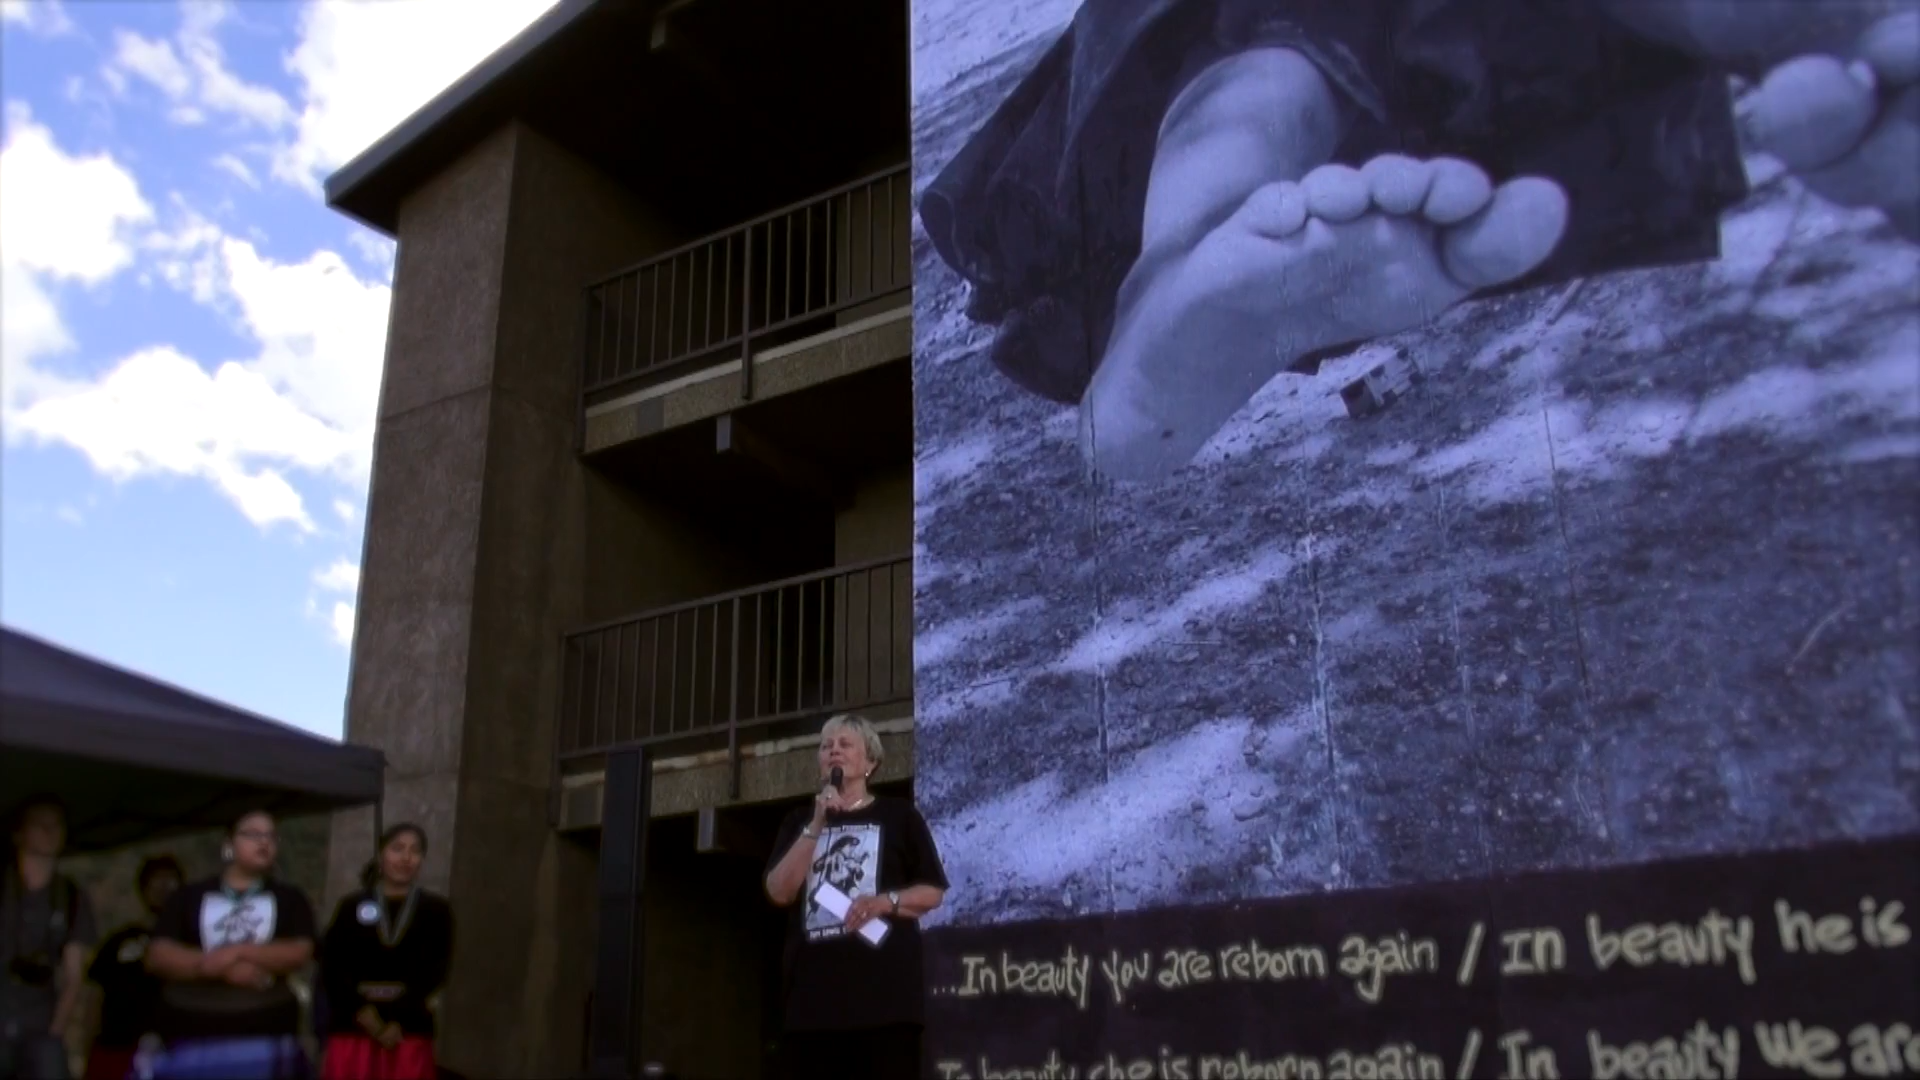 ...In beauty you are reborn again / In beauty he is
In beauty she is reborn again / In beauty we are